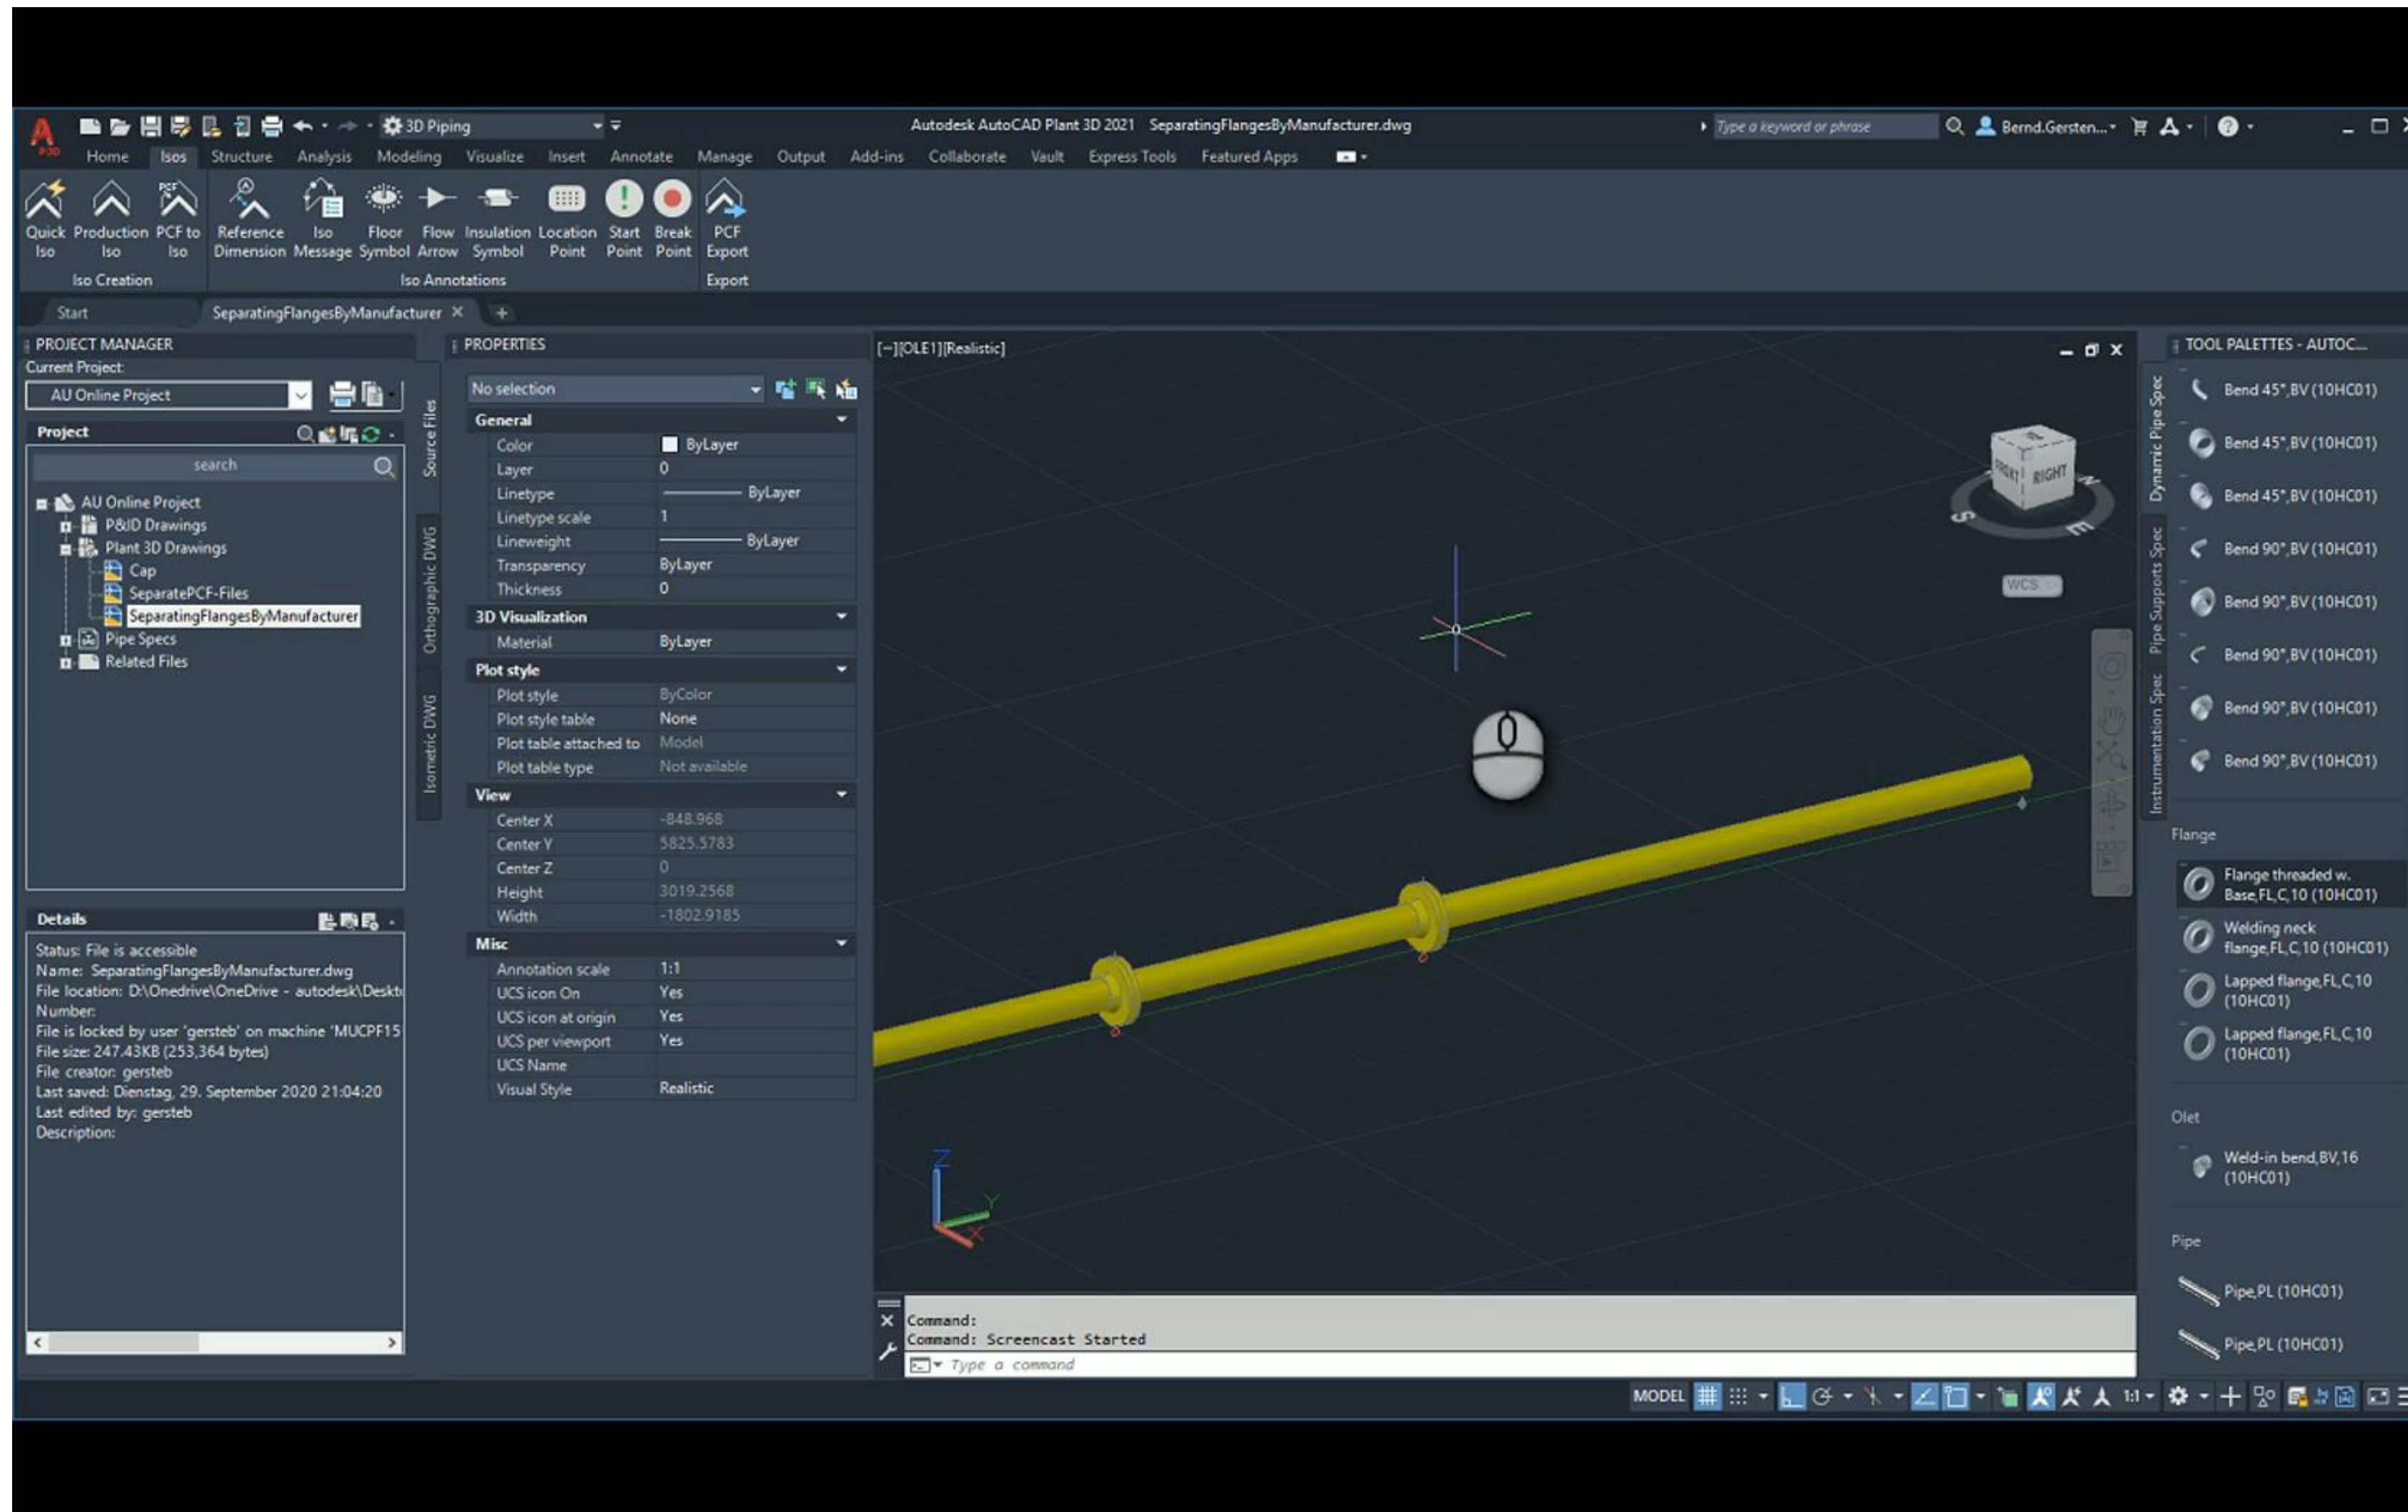 3D Piping
Autodesk AutoCAD Plant 3D 2021 SeparatingFlangesByManufacturer.dwg
Type a keyword or phrase
Bernd.Gersten...
Home Isos Structure Analysis Modeling Visualize Insert Annotate Manage Output Add-ins Collaborate Vault Express Tools Featured Apps
Quick Iso
Production Iso
PCF to Iso
Reference Dimension
Iso Message
Floor Symbol
Flow Arrow
Insulation Symbol
Location Point
Start Point
Break Point
PCF Export
Iso Creation
Iso Annotations
Export
Start
SeparatingFlangesByManufacturer
PROJECT MANAGER
Current Project:
AU Online Project
Project
search
AU Online Project
P&ID Drawings
Plant 3D Drawings
Cap
SeparatePCF-Files
SeparatingFlangesByManufacturer
Pipe Specs
Related Files
Source Files
Orthographic DWG
Isometric DWG
Details
Status: File is accessible
Name: SeparatingFlangesByManufacturer.dwg
File location: D:\Onedrive\OneDrive - autodesk\Deskt
Number:
File is locked by user 'gersteb' on machine 'MUCPF15
File size: 247.43KB (253,364 bytes)
File creator: gersteb
Last saved: Dienstag, 29. September 2020 21:04:20
Last edited by: gersteb
Description:
PROPERTIES
No selection
General
Color ByLayer
Layer 0
Linetype ByLayer
Linetype scale 1
Lineweight ByLayer
Transparency ByLayer
Thickness 0
3D Visualization
Material ByLayer
Plot style
Plot style ByColor
Plot style table None
Plot table attached to Model
Plot table type Not available
View
Center X -848.968
Center Y 5825.5783
Center Z 0
Height 3019.2568
Width -1802.9185
Misc
Annotation scale 1:1
UCS icon On Yes
UCS icon at origin Yes
UCS per viewport Yes
UCS Name
Visual Style Realistic
[−][OLE1][Realistic]
FRONT RIGHT
S E N
WCS
Z
Y
X
Command:
Command: Screencast Started
Type a command
TOOL PALETTES - AUTOC...
Dynamic Pipe Spec
Pipe Supports Spec
Instrumentation Spec
Bend 45°,BV (10HC01)
Bend 45°,BV (10HC01)
Bend 45°,BV (10HC01)
Bend 90°,BV (10HC01)
Bend 90°,BV (10HC01)
Bend 90°,BV (10HC01)
Bend 90°,BV (10HC01)
Bend 90°,BV (10HC01)
Flange
Flange threaded w.
Base,FL,C,10 (10HC01)
Welding neck
flange,FL,C,10 (10HC01)
Lapped flange,FL,C,10
(10HC01)
Lapped flange,FL,C,10
(10HC01)
Olet
Weld-in bend,BV,16
(10HC01)
Pipe
Pipe,PL (10HC01)
Pipe,PL (10HC01)
MODEL
1:1